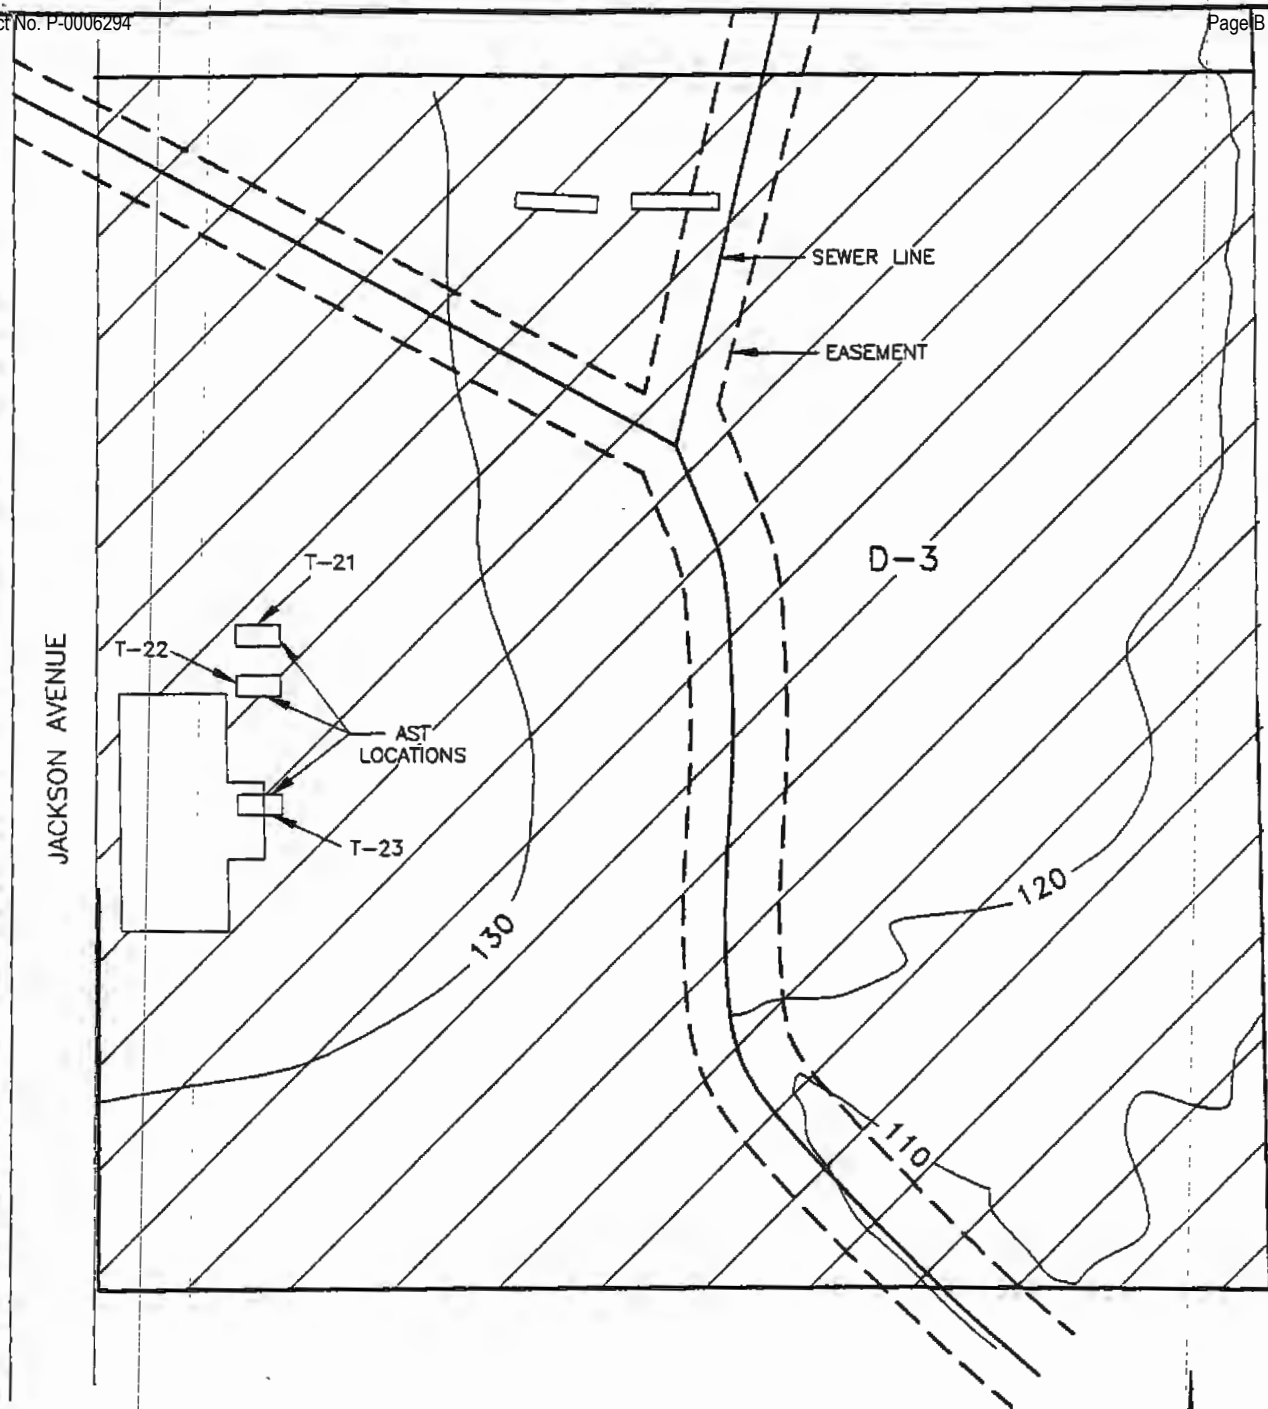 ct No. P-0006294
Page B
SEWER LINE
EASEMENT
D-3
T-21
T-22
JACKSON AVENUE
AST
LOCATIONS
T-23
120
130
110